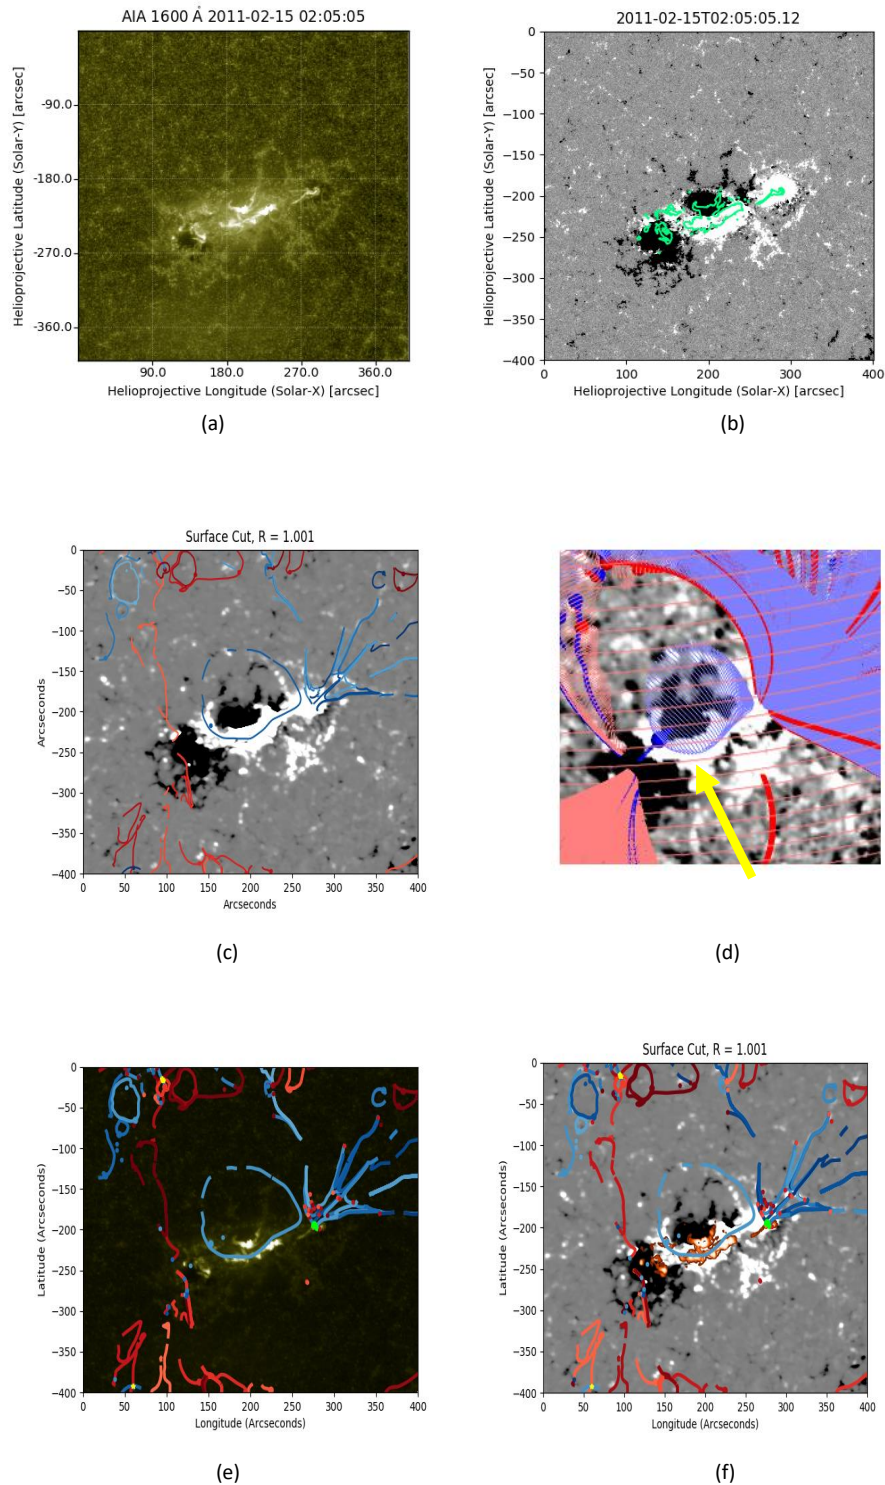 AIA 1600 Å 2011-02-15 02:05:05
Helioprojective Latitude (Solar-Y) [arcsec]
-90.0
-180.0
-270.0
-360.0
90.0 180.0 270.0 360.0
Helioprojective Longitude (Solar-X) [arcsec]
(a)
2011-02-15T02:05:05.12
Helioprojective Latitude (Solar-Y) [arcsec]
0
−50
−100
−150
−200
−250
−300
−350
−400
0 100 200 300 400
Helioprojective Longitude (Solar-X) [arcsec]
(b)
Surface Cut, R = 1.001
Arcseconds
0
−50
−100
−150
−200
−250
−300
−350
−400
0 50 100 150 200 250 300 350 400
Arcseconds
(c)
(d)
Latitude (Arcseconds)
0
−50
−100
−150
−200
−250
−300
−350
−400
0 50 100 150 200 250 300 350 400
Longitude (Arcseconds)
(e)
Surface Cut, R = 1.001
Latitude (Arcseconds)
0
−50
−100
−150
−200
−250
−300
−350
−400
0 50 100 150 200 250 300 350 400
Longitude (Arcseconds)
(f)